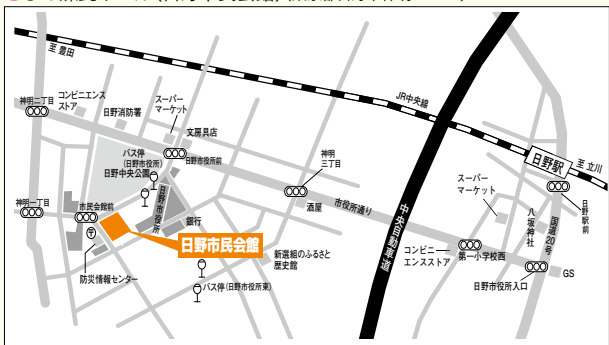 至 豊田
神明二丁目
コンビニエンス
ストア
日野消防署
スーパー
マーケット
文房具店
JR中央線
バス停
(日野市役所)
日野中央公園
日野市役所前
神明
三丁目
日野駅
至 立川
スーパー
マーケット
日野駅前
神明一丁目
市民会館前
日野市役所
銀行
酒屋
市役所通り
中央自動車道
八坂神社
国道20号
日野市民会館
新選組のふるさと
歴史館
コンビニ
エンスストア
第一小学校西
防災情報センター
バス停(日野市役所東)
日野市役所入口
GS